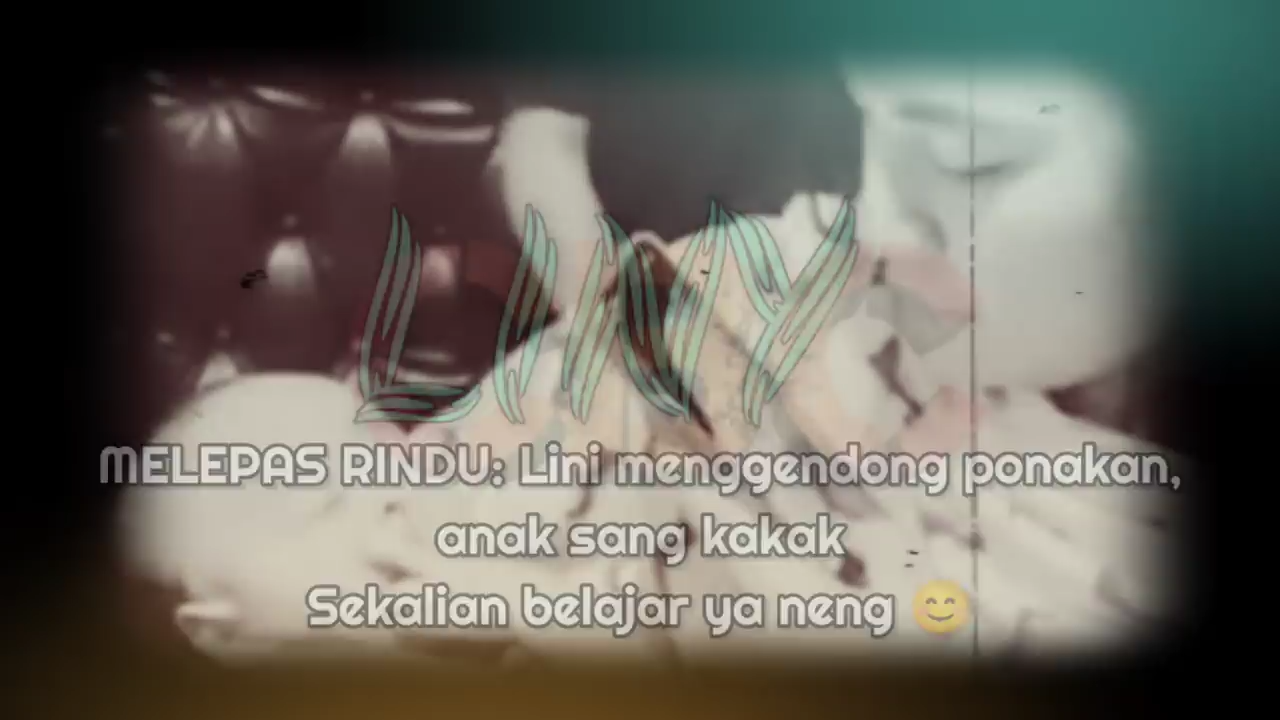 LINY
MELEPAS RINDU: Lini menggendong ponakan,
anak sang kakak
Sekalian belajar ya neng 😊